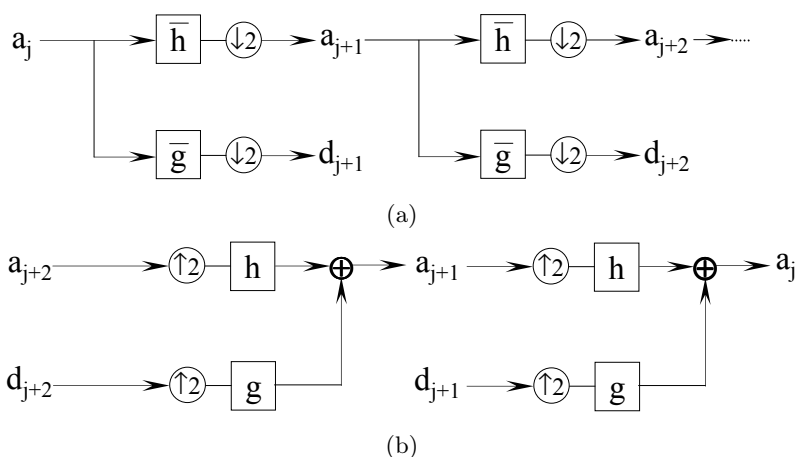 a_j h̅ ↓2 a_{j+1} h̅ ↓2 a_{j+2} .....
g̅ ↓2 d_{j+1} g̅ ↓2 d_{j+2}
(a)
a_{j+2} ↑2 h a_{j+1} ↑2 h a_j
d_{j+2} ↑2 g d_{j+1} ↑2 g
(b)